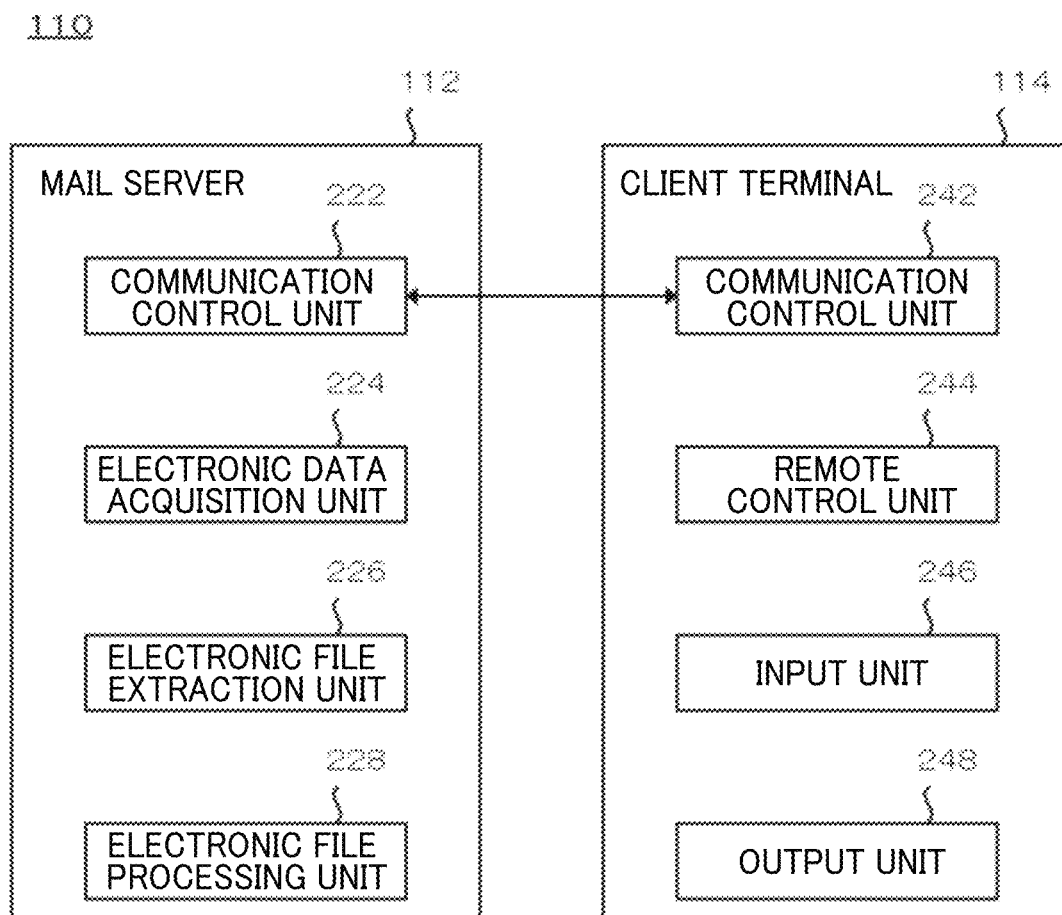 110
112
114
MAIL SERVER
222
COMMUNICATION
CONTROL UNIT
224
ELECTRONIC DATA
ACQUISITION UNIT
226
ELECTRONIC FILE
EXTRACTION UNIT
228
ELECTRONIC FILE
PROCESSING UNIT
CLIENT TERMINAL
242
COMMUNICATION
CONTROL UNIT
244
REMOTE
CONTROL UNIT
246
INPUT UNIT
248
OUTPUT UNIT